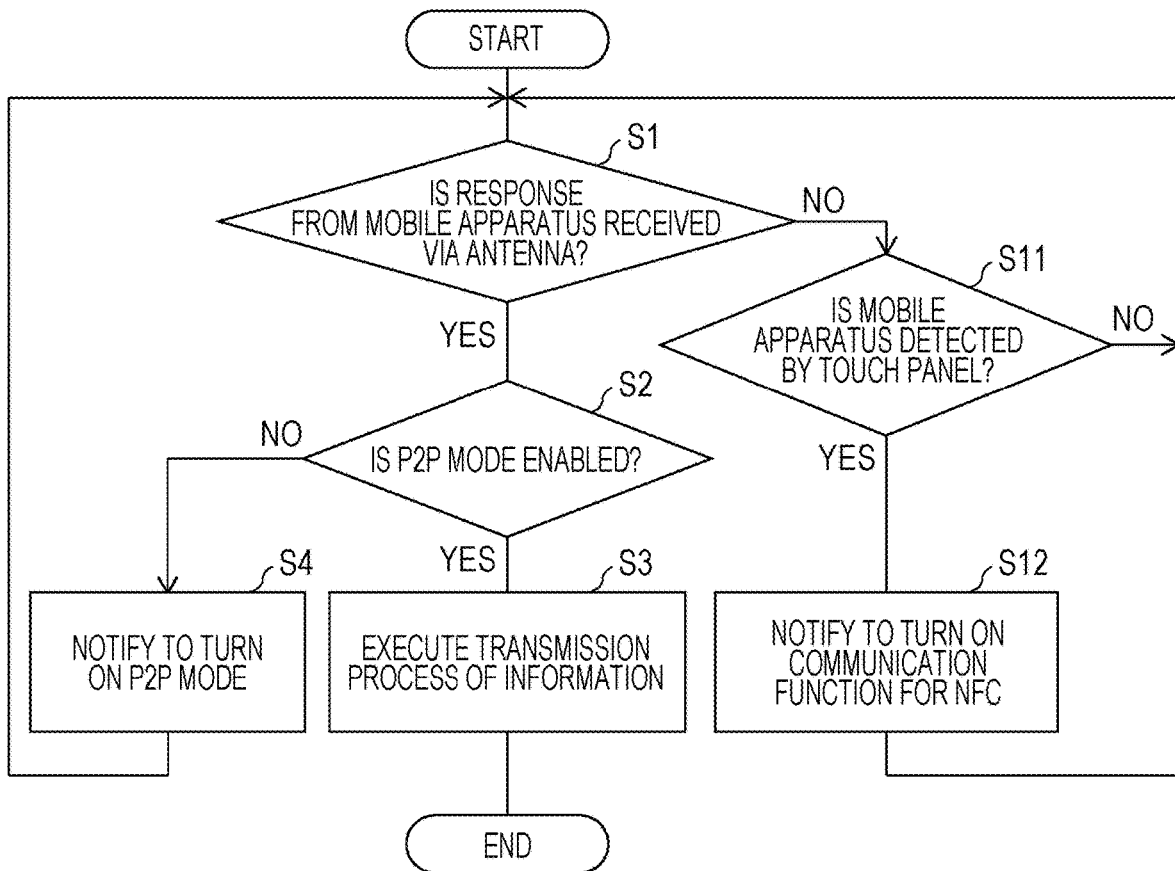 START
S1
IS RESPONSE
FROM MOBILE APPARATUS RECEIVED
VIA ANTENNA?
NO
YES
S11
IS MOBILE
APPARATUS DETECTED
BY TOUCH PANEL?
NO
YES
S2
IS P2P MODE ENABLED?
NO
YES
S4
NOTIFY TO TURN
ON P2P MODE
S3
EXECUTE TRANSMISSION
PROCESS OF INFORMATION
S12
NOTIFY TO TURN ON
COMMUNICATION
FUNCTION FOR NFC
END